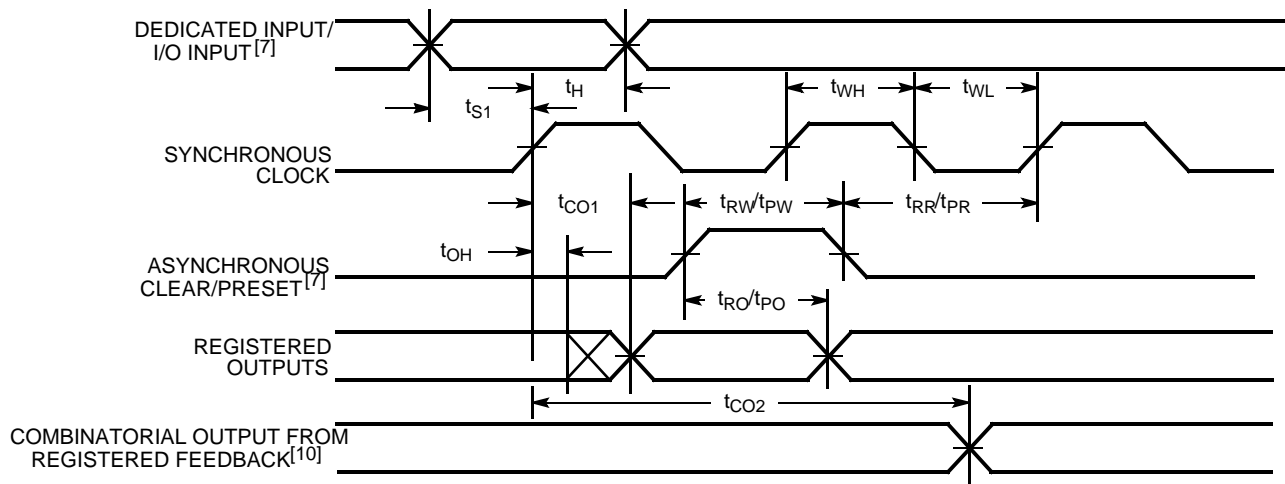 DEDICATED INPUT/
I/O INPUT[7]
tH
tWH
tWL
tS1
SYNCHRONOUS
CLOCK
tCO1
tRW/tPW
tRR/tPR
tOH
ASYNCHRONOUS
CLEAR/PRESET[7]
tRO/tPO
REGISTERED
OUTPUTS
tCO2
COMBINATORIAL OUTPUT FROM
REGISTERED FEEDBACK[10]